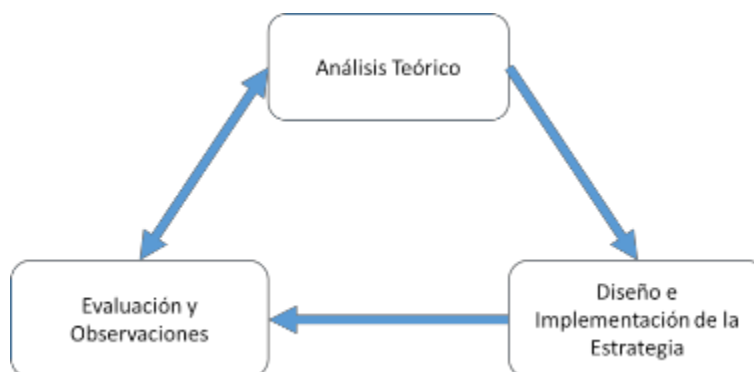 Análisis Teórico
Evaluación y
Observaciones
Diseño e
Implementación de la
Estrategia